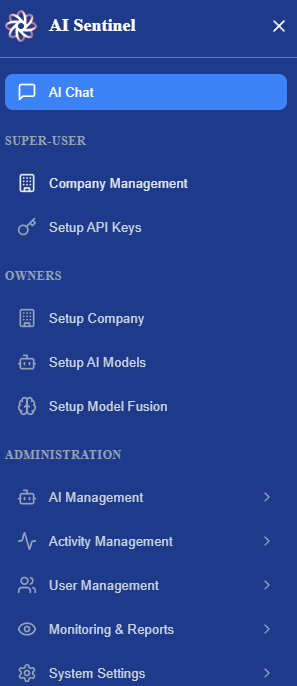 AI Sentinel
AI Chat
SUPER-USER
Company Management
Setup API Keys
OWNERS
Setup Company
Setup AI Models
Setup Model Fusion
ADMINISTRATION
AI Management
Activity Management
User Management
Monitoring & Reports
System Settings